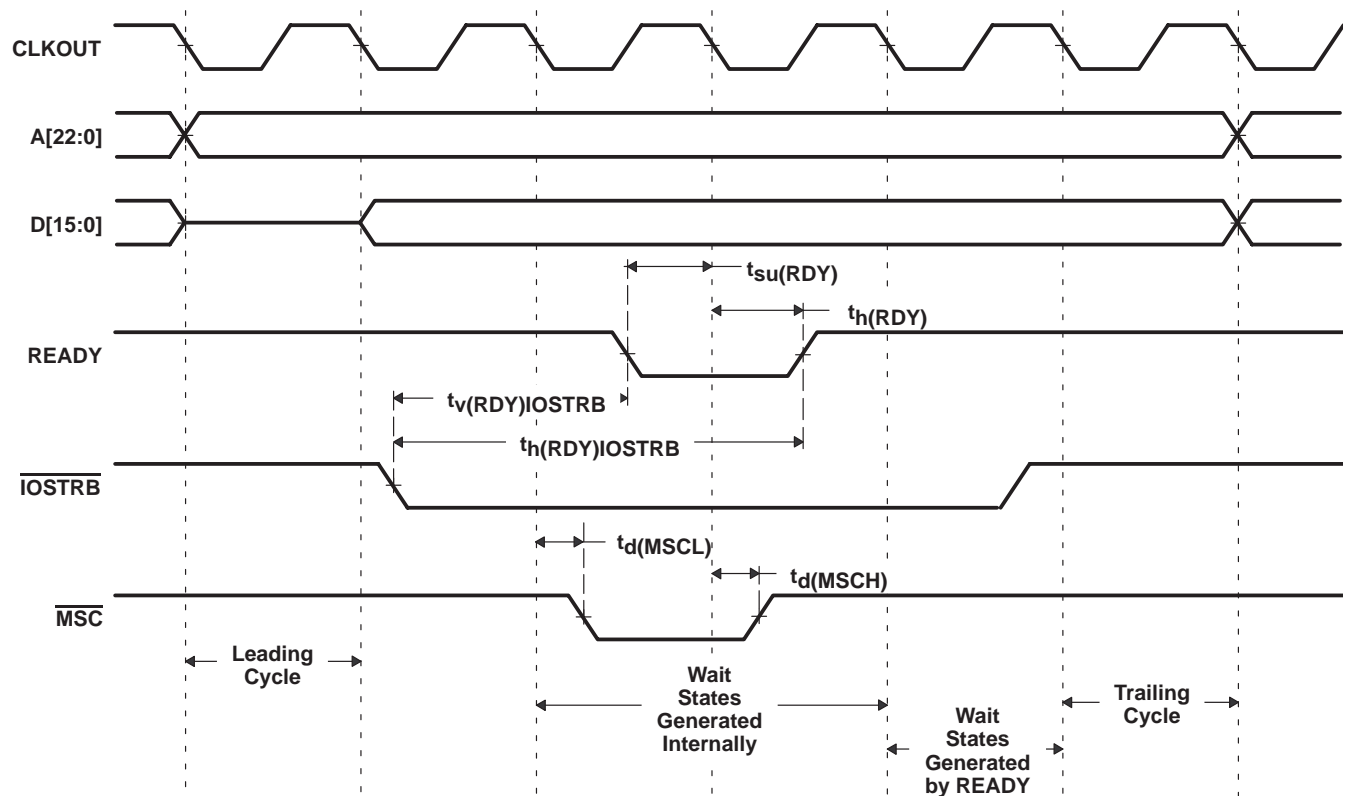 CLKOUT
A[22:0]
D[15:0]
tsu(RDY)
th(RDY)
READY
tv(RDY)IOSTRB
th(RDY)IOSTRB
IOSTRB
td(MSCL)
td(MSCH)
MSC
Leading
Cycle
Wait
States
Generated
Internally
Wait
States
Generated
by READY
Trailing
Cycle